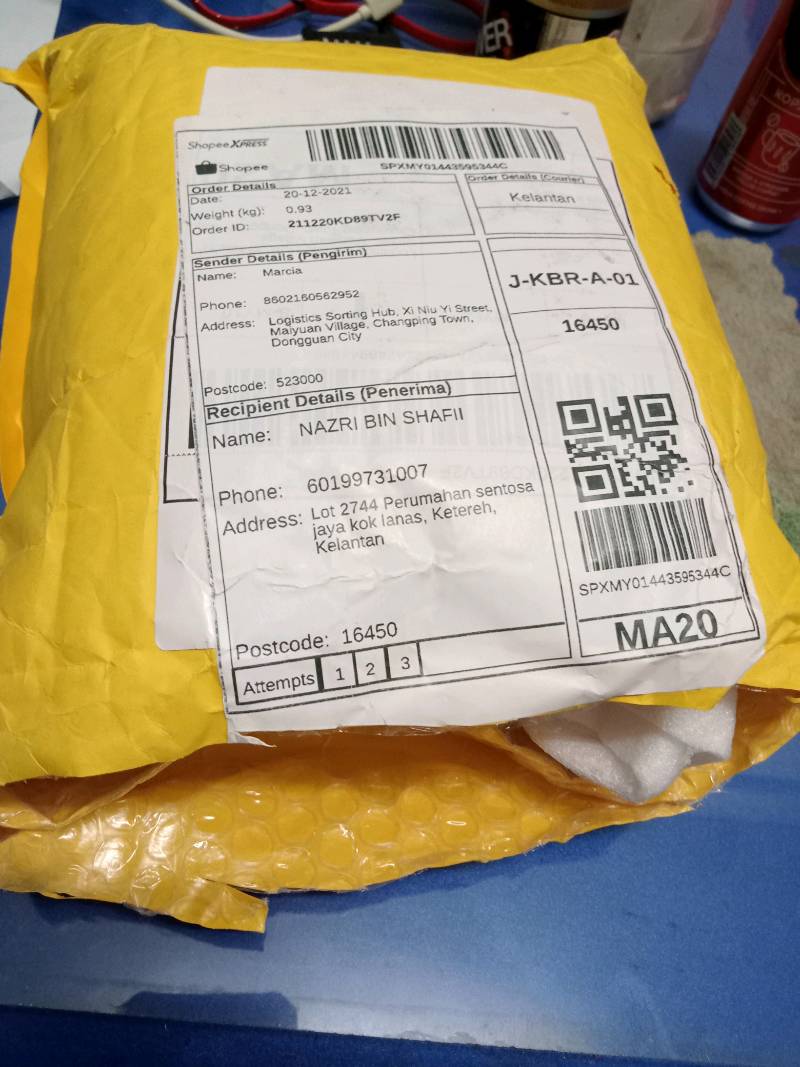 VER
KOPI
Shopee XPRESS
Shopee
SPXMY01443595344C
Order Details
Date: 20-12-2021
Weight (kg): 0.93
Order ID: 211220KD89TV2F
Order Details (Courier)
Kelantan
Sender Details (Pengirim)
Name: Marcia
Phone: 8602160562952
Address: Logistics Sorting Hub, Xi Niu Yi Street,
Maiyuan Village, Changping Town,
Dongguan City
Postcode: 523000
J-KBR-A-01
16450
Recipient Details (Penerima)
Name: NAZRI BIN SHAFII
Phone: 60199731007
Address: Lot 2744 Perumahan sentosa
jaya kok lanas, Ketereh,
Kelantan
Postcode: 16450
Attempts 1 2 3
SPXMY01443595344C
MA20